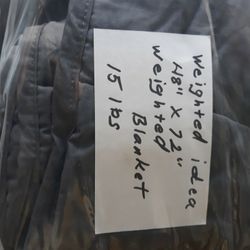 weighted idea
48" X 72"
weighted
Blanket
15 lbs